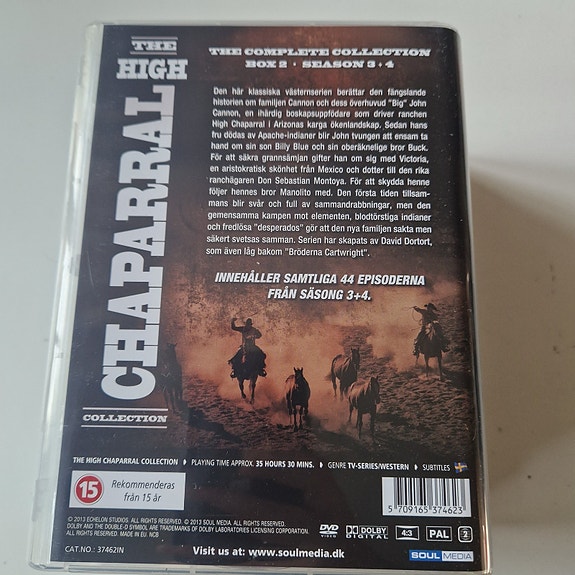 THE HIGH CHAPARRAL
COLLECTION
THE COMPLETE COLLECTION
BOX 2 · SEASON 3+4
Den här klassiska västernserien berättar den fängslande
historien om familjen Cannon och dess överhuvud "Big" John
Cannon, en ihärdig boskapsuppfödare som driver ranchen
High Chaparral i Arizonas karga ökenlandskap. Sedan hans
fru dödas av Apache-indianer blir John tvungen att ensam ta
hand om sin son Billy Blue och sin oberäknelige bror Buck.
För att säkra grannsämjan gifter han om sig med Victoria,
en aristokratisk skönhet från Mexico och dotter till den rika
ranchägaren Don Sebastian Montoya. För att skydda henne
följer hennes bror Manolito med. Den första tiden tillsam-
mans blir svår och full av sammandrabbningar, men den
gemensamma kampen mot elementen, blodtörstiga indianer
och fredlösa "desperados" gör att den nya familjen sakta men
säkert svetsas samman. Serien har skapats av David Dortort,
som även låg bakom "Bröderna Cartwright".
INNEHÅLLER SAMTLIGA 44 EPISODERNA
FRÅN SÄSONG 3+4.
THE HIGH CHAPARRAL COLLECTION PLAYING TIME APPROX. 35 HOURS 30 MINS. GENRE TV-SERIES/WESTERN SUBTITLES
15 Rekommenderas
från 15 år
5 709165 374623
© 2013 ECHELON STUDIOS. ALL RIGHTS RESERVED. © 2013 SOUL MEDIA. ALL RIGHTS RESERVED.
DOLBY AND THE DOUBLE-D SYMBOL ARE TRADEMARKS OF DOLBY LABORATORIES LICENSING CORPORATION.
MADE IN EU. NCB
DVD VIDEO DOLBY DIGITAL 4:3 PAL 2
CAT.NO.: 37462IN
Visit us at: www.soulmedia.dk
SOUL MEDIA